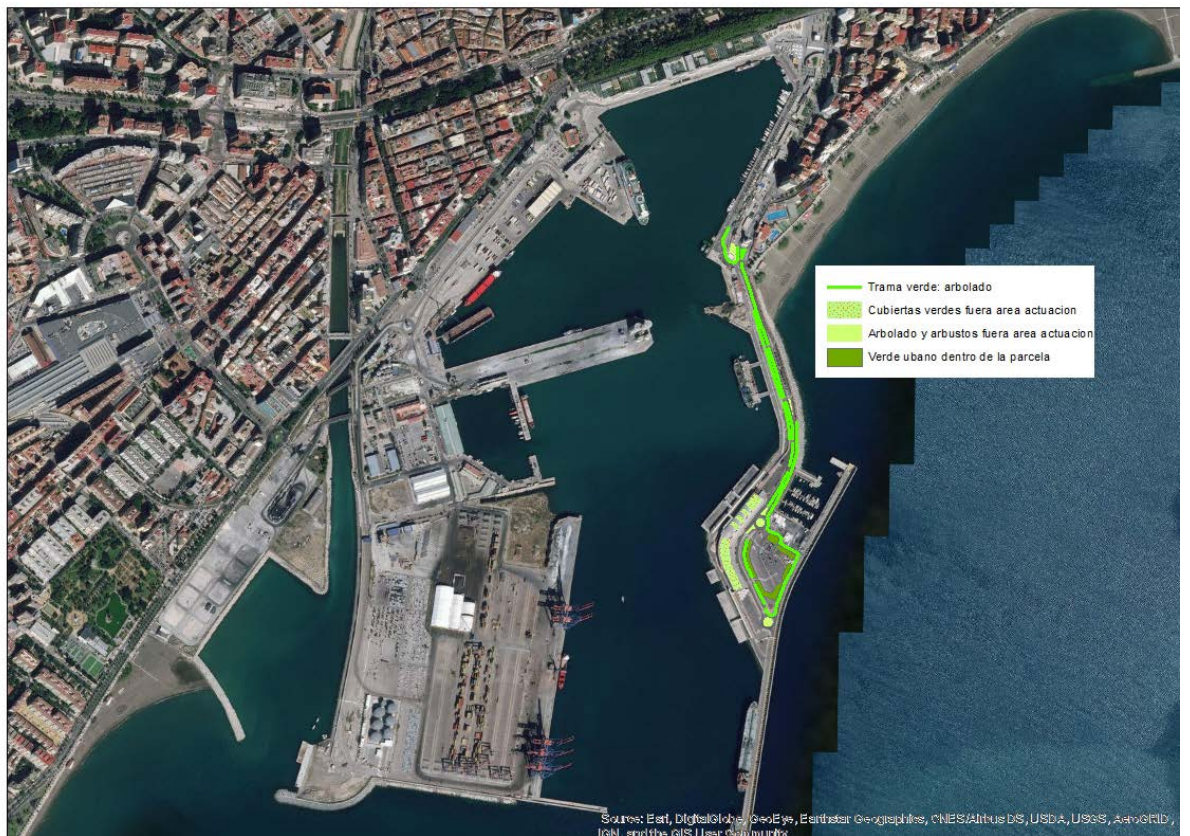 Trama verde: arbolado
Cubiertas verdes fuera area actuacion
Arbolado y arbustos fuera area actuacion
Verde ubano dentro de la parcela
Source: Esri, DigitalGlobe, GeoEye, Earthstar Geographics, CNES/Airbus DS, USDA, USGS, AeroGRID,
IGN, and the GIS User Community